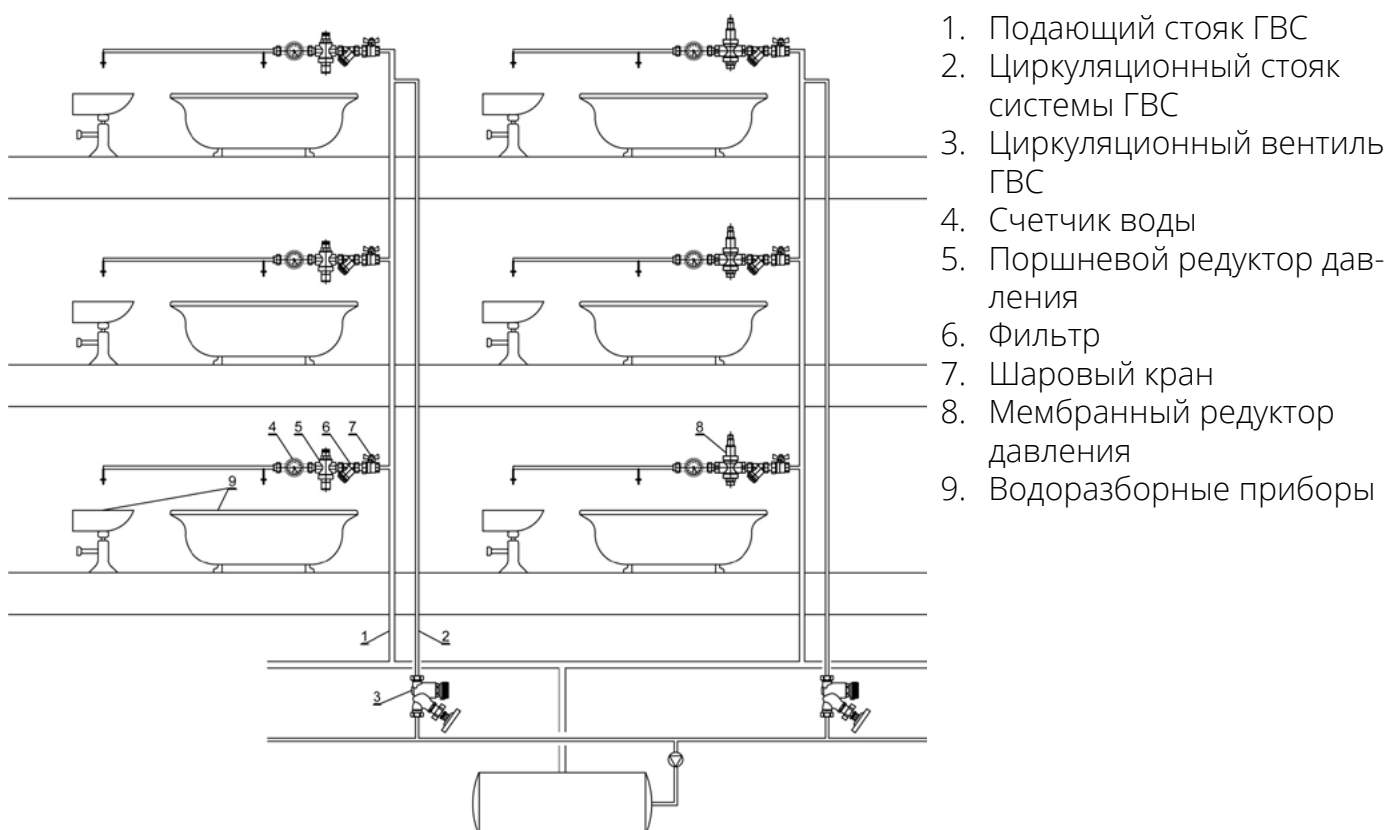 1. Подающий стояк ГВС
2. Циркуляционный стояк
системы ГВС
3. Циркуляционный вентиль
ГВС
4. Счетчик воды
5. Поршневой редуктор дав-
ления
6. Фильтр
7. Шаровый кран
8. Мембранный редуктор
давления
9. Водоразборные приборы
4 5 6 7
8
9
1 2
3